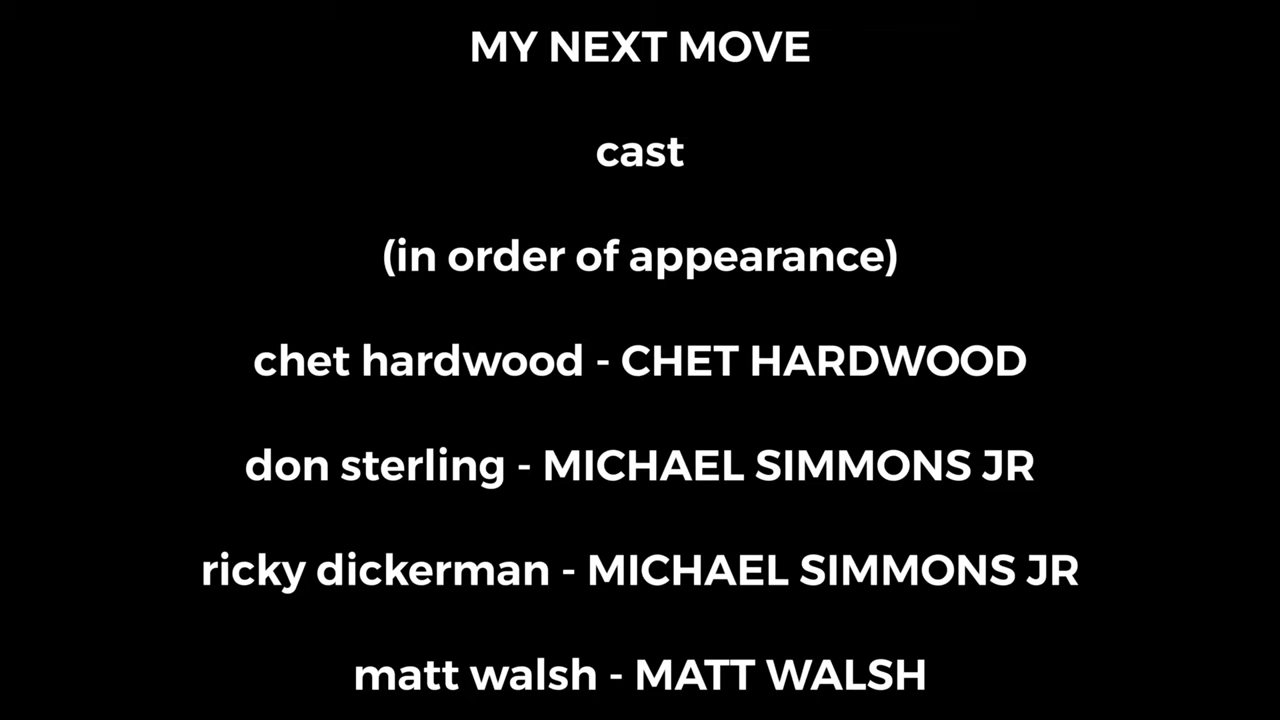 MY NEXT MOVE
cast
(in order of appearance)
chet hardwood - CHET HARDWOOD
don sterling - MICHAEL SIMMONS JR
ricky dickerman - MICHAEL SIMMONS JR
matt walsh - MATT WALSH